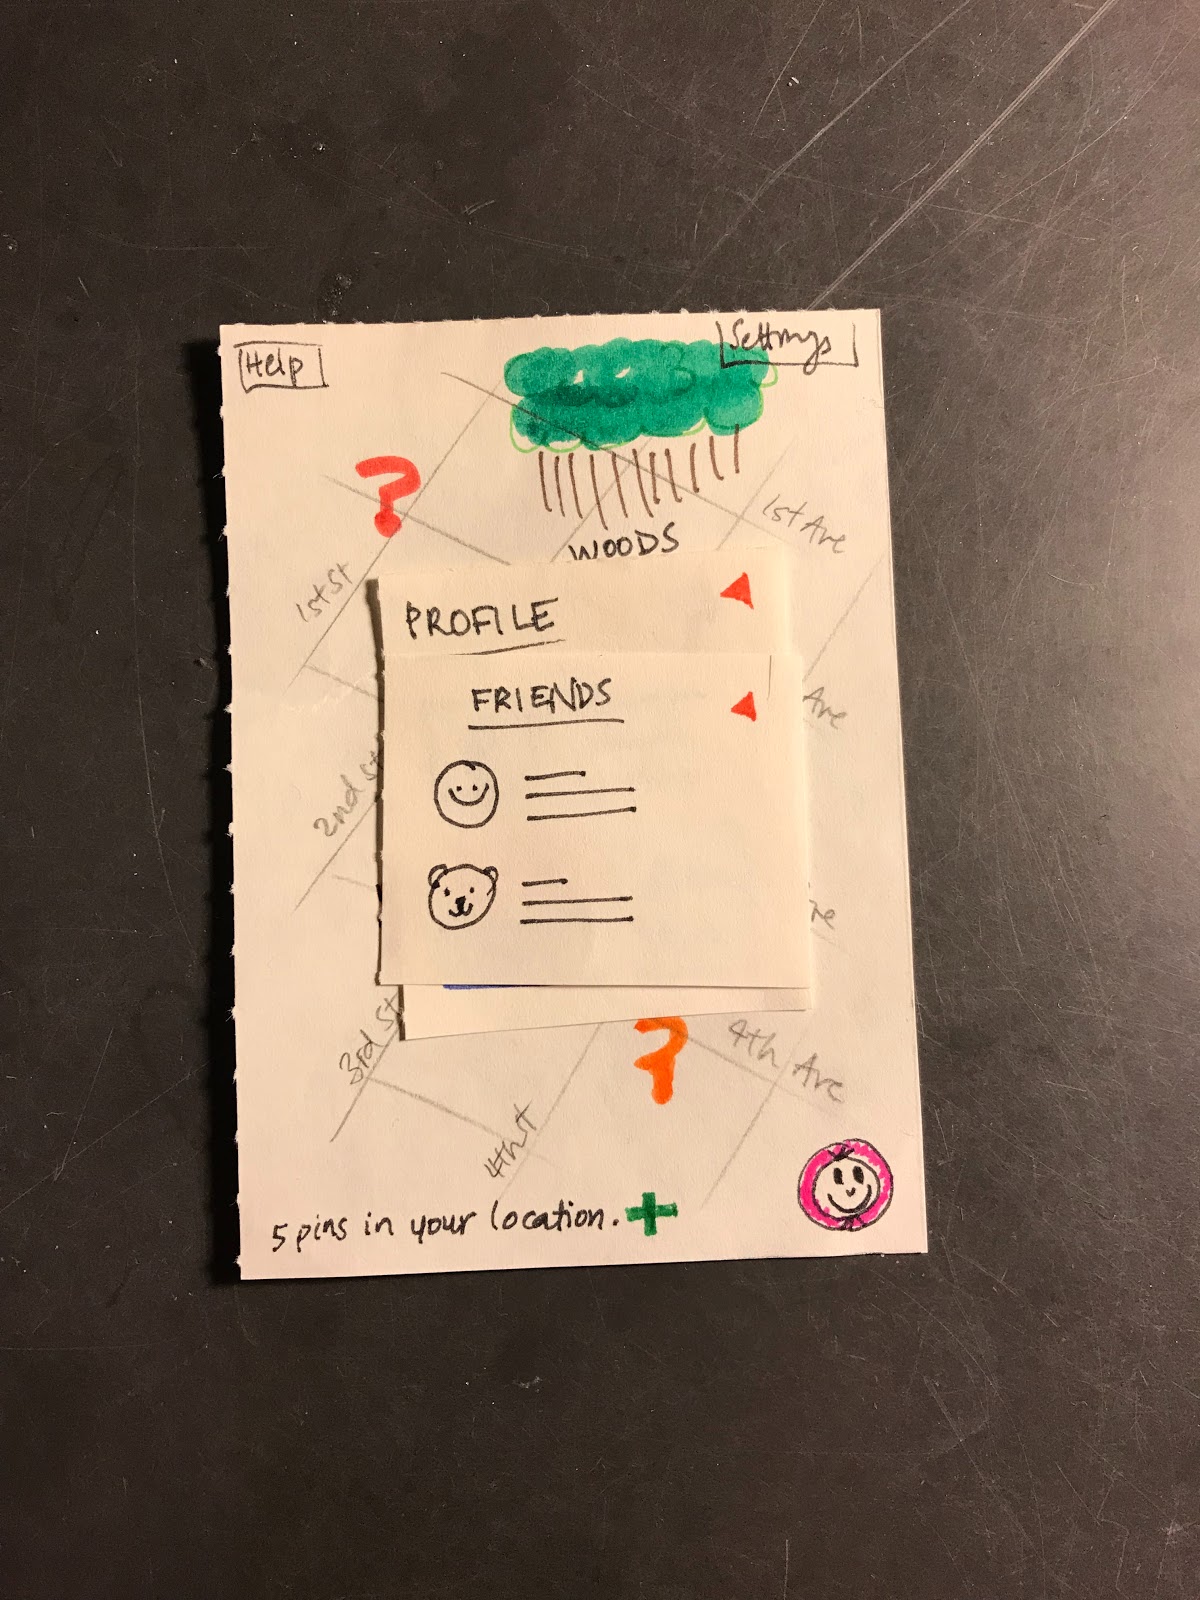 Help
Settings
?
1st Ave
WOODS
1st St
PROFILE
FRIENDS
Ave
2nd St
3rd St
?
4th Ave
4th st
5 pins in your location. +